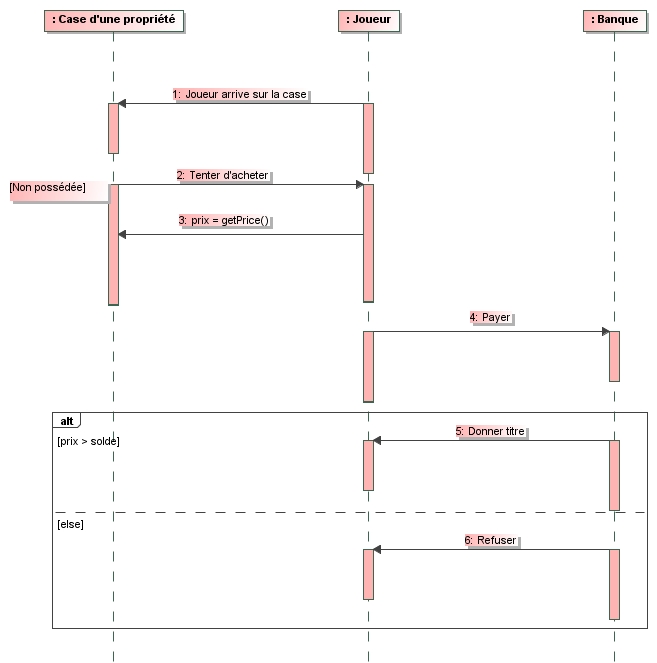 : Case d'une propriété
: Joueur
: Banque
1: Joueur arrive sur la case
2: Tenter d'acheter
[Non possédée]
3: prix = getPrice()
4: Payer
alt
5: Donner titre
[prix > solde]
[else]
6: Refuser